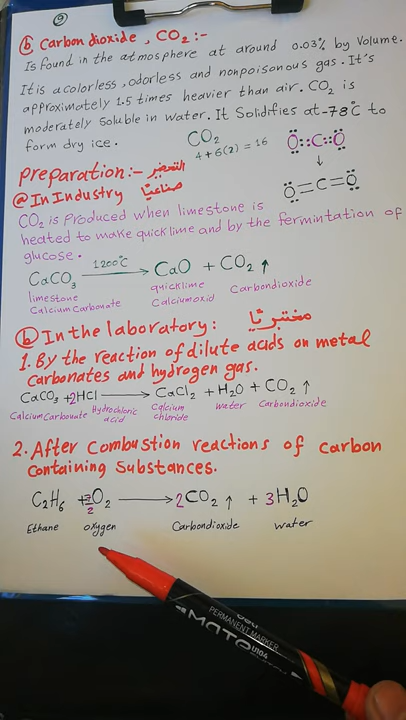 9
ⓑ Carbon dioxide, CO₂ :-
Is found in the atmosphere at around 0.03% by Volume.
It is a colorless, odorless and nonpoisonous gas. It's
approximately 1.5 times heavier than air. CO₂ is
moderately Soluble in water. It Solidifies at -78°C to
form dry ice.
CO₂
4+6(2)=16
O::C::O
↓
O=C=O
Preparation:- التحضير
@ In Industry صناعيًا
CO₂ is produced when limestone is
heated to make quick lime and by the fermintation of
glucose.
CaCO₃ 1200°C → CaO + CO₂ ↑
limestone quicklime Carbondioxide
Calcium Carbonate Calciumoxid
ⓑ In the laboratory: مختبريًا
1. By the reaction of dilute acids on metal
carbonates and hydrogen gas.
CaCO₃ + 2HCl → CaCl₂ + H₂O + CO₂ ↑
Calcium Carbonate Hydrochloric acid Calcium chloride water Carbondioxide
2. After Combustion reactions of carbon
Containing Substances.
C₂H₆ + 7/2 O₂ → 2CO₂ ↑ + 3H₂O
Ethane oxygen Carbondioxide water
PERMANENT MARKER